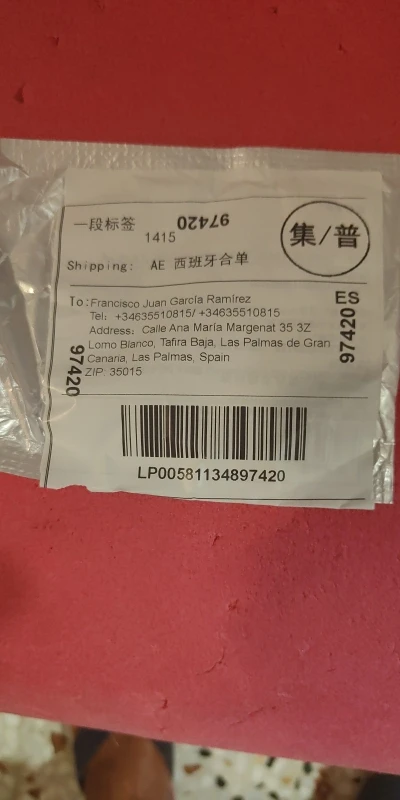 一段标签
97420
集/普
1415
Shipping: AE 西班牙合单
To: Francisco Juan García Ramírez
ES
Tel: +34635510815/ +34635510815
Address: Calle Ana María Margenat 35 3Z
Lomo Blanco, Tafira Baja, Las Palmas de Gran
Canaria, Las Palmas, Spain
ZIP: 35015
97420
97420
LP00581134897420